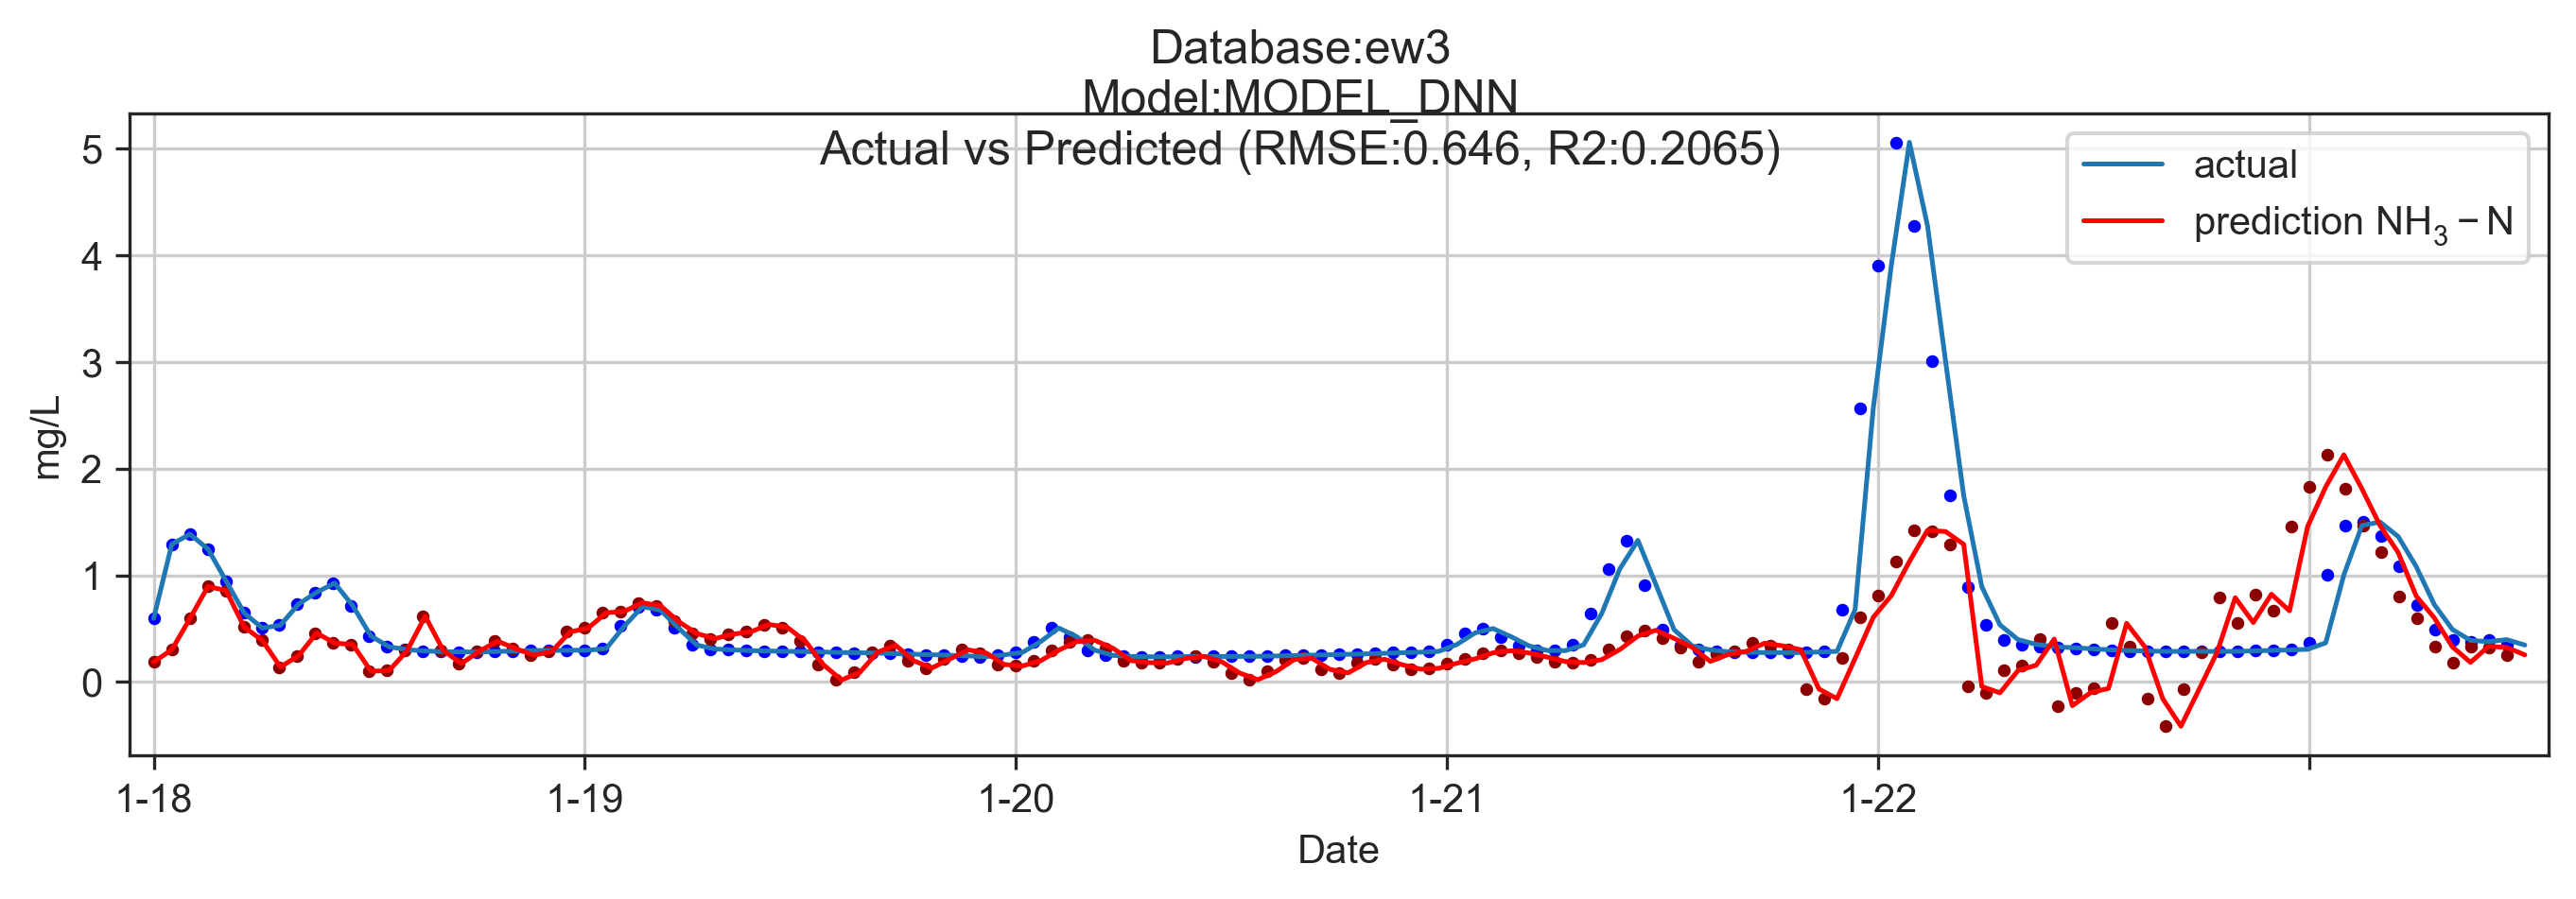 Database:ew3
Model:MODEL_DNN
Actual vs Predicted (RMSE:0.646, R2:0.2065)
actual
prediction NH₃ − N
5
4
3
2
1
0
mg/L
1-18 1-19 1-20 1-21 1-22
Date